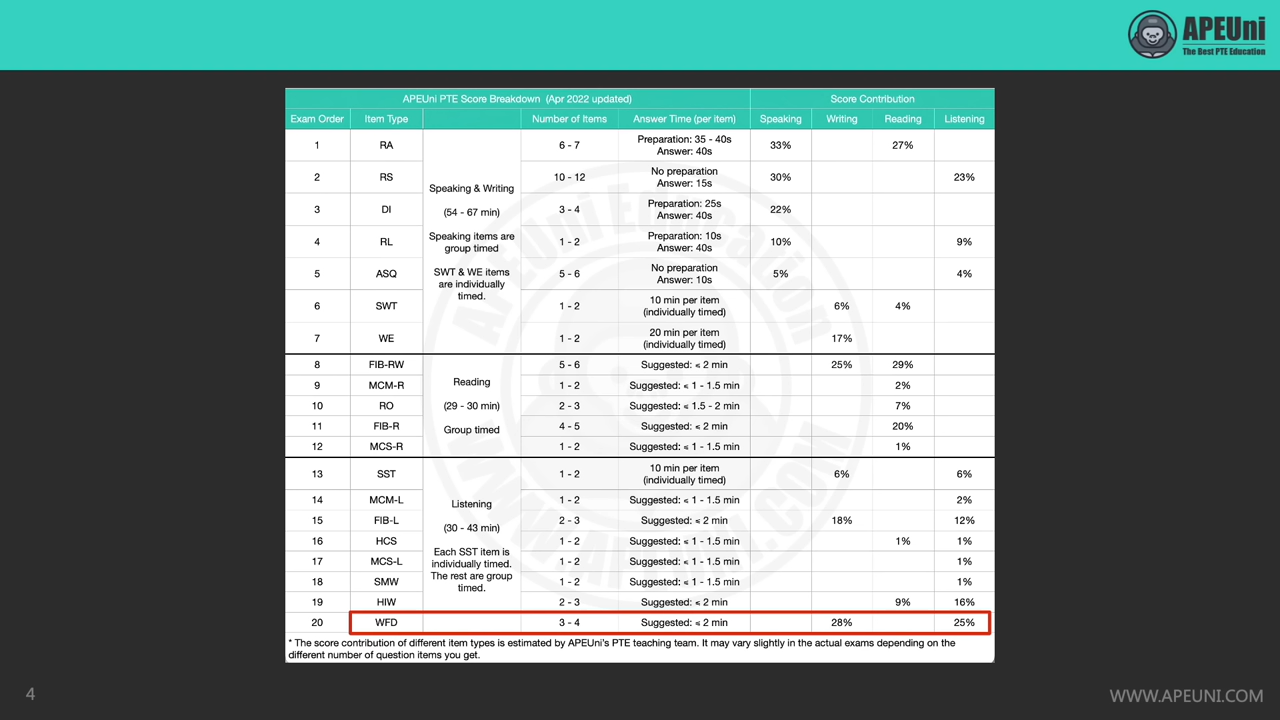 APEUni
The Best PTE Education
APEUni PTE Score Breakdown (Apr 2022 updated) Score Contribution
Exam Order Item Type Number of Items Answer Time (per item) Speaking Writing Reading Listening
1 RA 6 - 7 Preparation: 35 - 40s Answer: 40s 33% 27%
2 RS 10 - 12 No preparation Answer: 15s 30% 23%
Speaking & Writing
(54 - 67 min)
3 DI 3 - 4 Preparation: 25s Answer: 40s 22%
Speaking items are group timed
4 RL 1 - 2 Preparation: 10s Answer: 40s 10% 9%
SWT & WE items are individually timed.
5 ASQ 5 - 6 No preparation Answer: 10s 5% 4%
6 SWT 1 - 2 10 min per item (individually timed) 6% 4%
7 WE 1 - 2 20 min per item (individually timed) 17%
8 FIB-RW 5 - 6 Suggested: ≤ 2 min 25% 29%
Reading
9 MCM-R 1 - 2 Suggested: ≤ 1 - 1.5 min 2%
10 RO (29 - 30 min) 2 - 3 Suggested: ≤ 1.5 - 2 min 7%
11 FIB-R Group timed 4 - 5 Suggested: ≤ 2 min 20%
12 MCS-R 1 - 2 Suggested: ≤ 1 - 1.5 min 1%
13 SST 1 - 2 10 min per item (individually timed) 6% 6%
14 MCM-L Listening 1 - 2 Suggested: ≤ 1 - 1.5 min 2%
15 FIB-L (30 - 43 min) 2 - 3 Suggested: ≤ 2 min 18% 12%
16 HCS 1 - 2 Suggested: ≤ 1 - 1.5 min 1% 1%
Each SST item is individually timed. The rest are group timed.
17 MCS-L 1 - 2 Suggested: ≤ 1 - 1.5 min 1%
18 SMW 1 - 2 Suggested: ≤ 1 - 1.5 min 1%
19 HIW 2 - 3 Suggested: ≤ 2 min 9% 16%
20 WFD 3 - 4 Suggested: ≤ 2 min 28% 25%
* The score contribution of different item types is estimated by APEUni's PTE teaching team. It may vary slightly in the actual exams depending on the
different number of question items you get.
4
WWW.APEUNI.COM